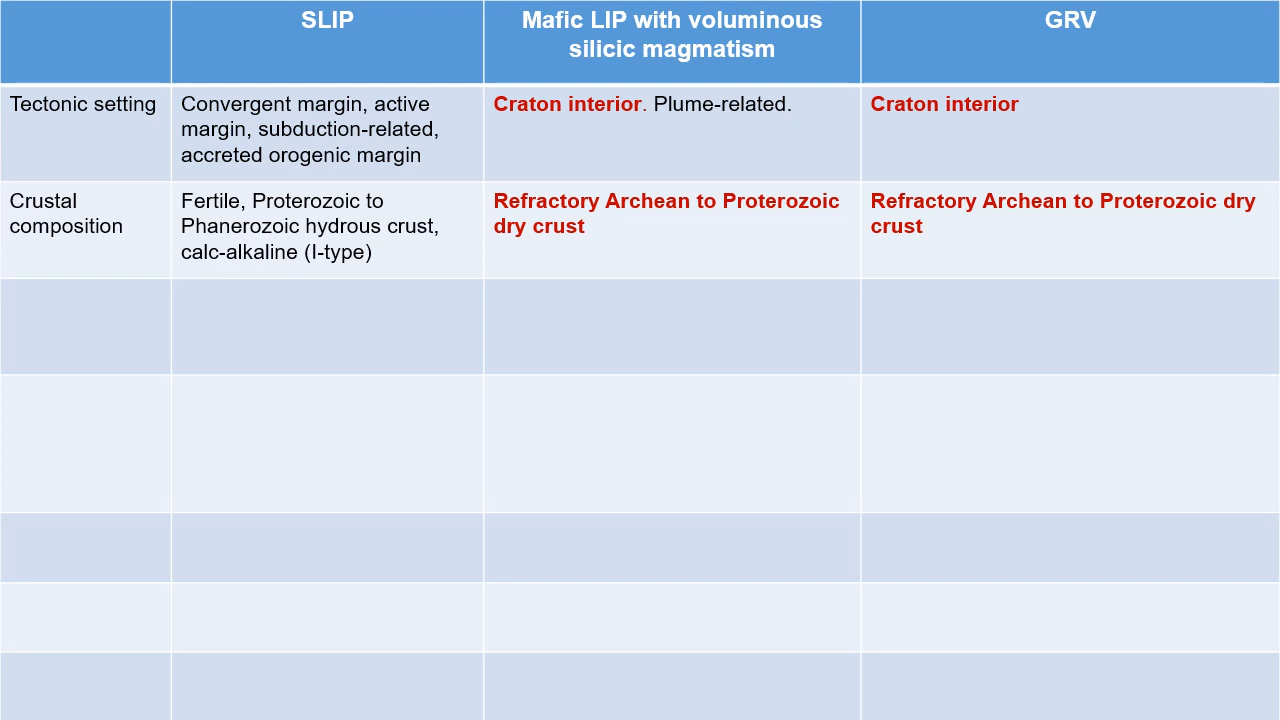 SLIP
Mafic LIP with voluminous
silicic magmatism
GRV
Tectonic setting
Convergent margin, active
margin, subduction-related,
accreted orogenic margin
Craton interior. Plume-related.
Craton interior
Crustal
composition
Fertile, Proterozoic to
Phanerozoic hydrous crust,
calc-alkaline (I-type)
Refractory Archean to Proterozoic
dry crust
Refractory Archean to Proterozoic dry
crust